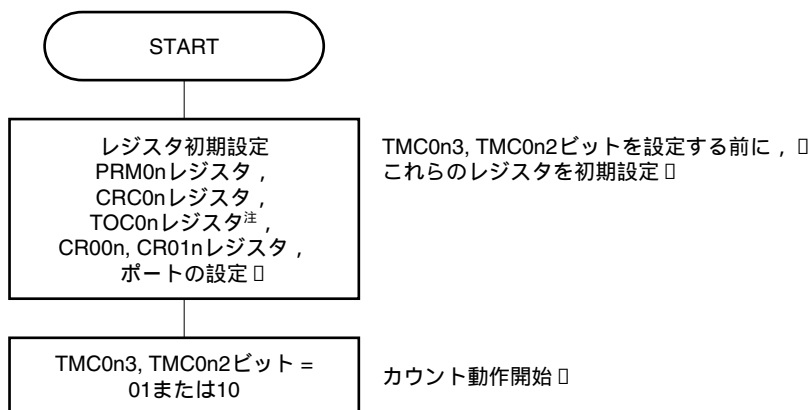 START
レジスタ初期設定
PRM0nレジスタ，
CRC0nレジスタ，
TOC0nレジスタ注，
CR00n, CR01nレジスタ，
ポートの設定
TMC0n3, TMC0n2ビットを設定する前に，
これらのレジスタを初期設定
TMC0n3, TMC0n2ビット =
01または10
カウント動作開始